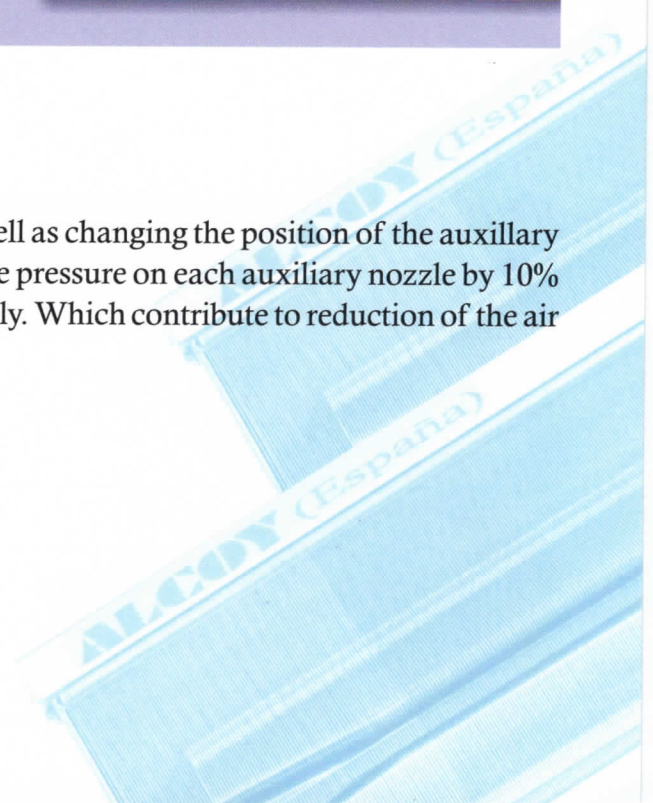 ALCOY (España)
ell as changing the position of the auxillary
e pressure on each auxiliary nozzle by 10%
ly. Which contribute to reduction of the air
ALCOY (España)